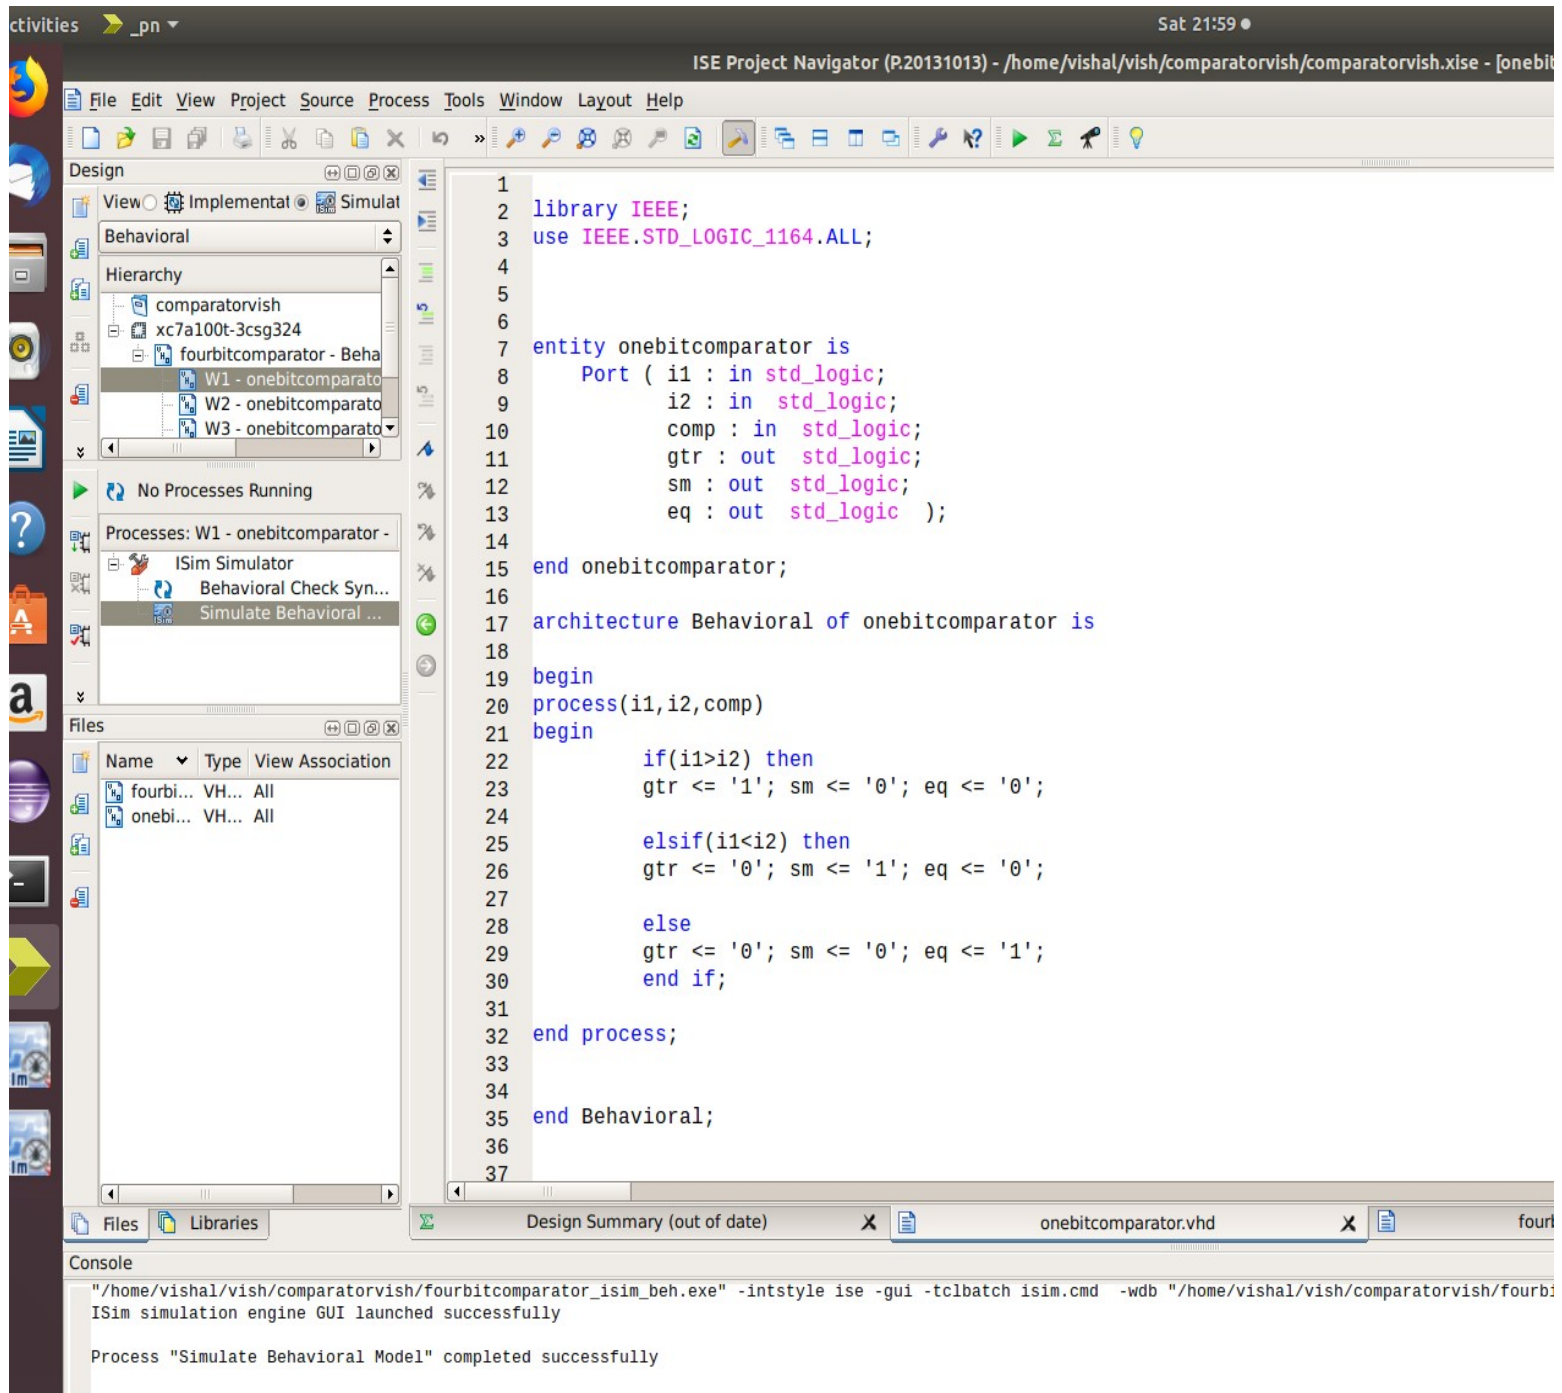 ctivities _pn Sat 21:59
ISE Project Navigator (P.20131013) - /home/vishal/vish/comparatorvish/comparatorvish.xise - [onebit
File Edit View Project Source Process Tools Window Layout Help
Design
View Implementat Simulat
Behavioral
Hierarchy
comparatorvish
xc7a100t-3csg324
fourbitcomparator - Beha
W1 - onebitcomparato
W2 - onebitcomparato
W3 - onebitcomparato
No Processes Running
Processes: W1 - onebitcomparator -
ISim Simulator
Behavioral Check Syn...
Simulate Behavioral ...
Files
Name Type View Association
fourbi... VH... All
onebi... VH... All
Files Libraries
1
2 library IEEE;
3 use IEEE.STD_LOGIC_1164.ALL;
4
5
6
7 entity onebitcomparator is
8 Port ( i1 : in std_logic;
9 i2 : in std_logic;
10 comp : in std_logic;
11 gtr : out std_logic;
12 sm : out std_logic;
13 eq : out std_logic );
14
15 end onebitcomparator;
16
17 architecture Behavioral of onebitcomparator is
18
19 begin
20 process(i1,i2,comp)
21 begin
22 if(i1>i2) then
23 gtr <= '1'; sm <= '0'; eq <= '0';
24
25 elsif(i1<i2) then
26 gtr <= '0'; sm <= '1'; eq <= '0';
27
28 else
29 gtr <= '0'; sm <= '0'; eq <= '1';
30 end if;
31
32 end process;
33
34
35 end Behavioral;
36
37
Design Summary (out of date) onebitcomparator.vhd fourb
Console
"/home/vishal/vish/comparatorvish/fourbitcomparator_isim_beh.exe" -intstyle ise -gui -tclbatch isim.cmd -wdb "/home/vishal/vish/comparatorvish/fourbi
ISim simulation engine GUI launched successfully
Process "Simulate Behavioral Model" completed successfully